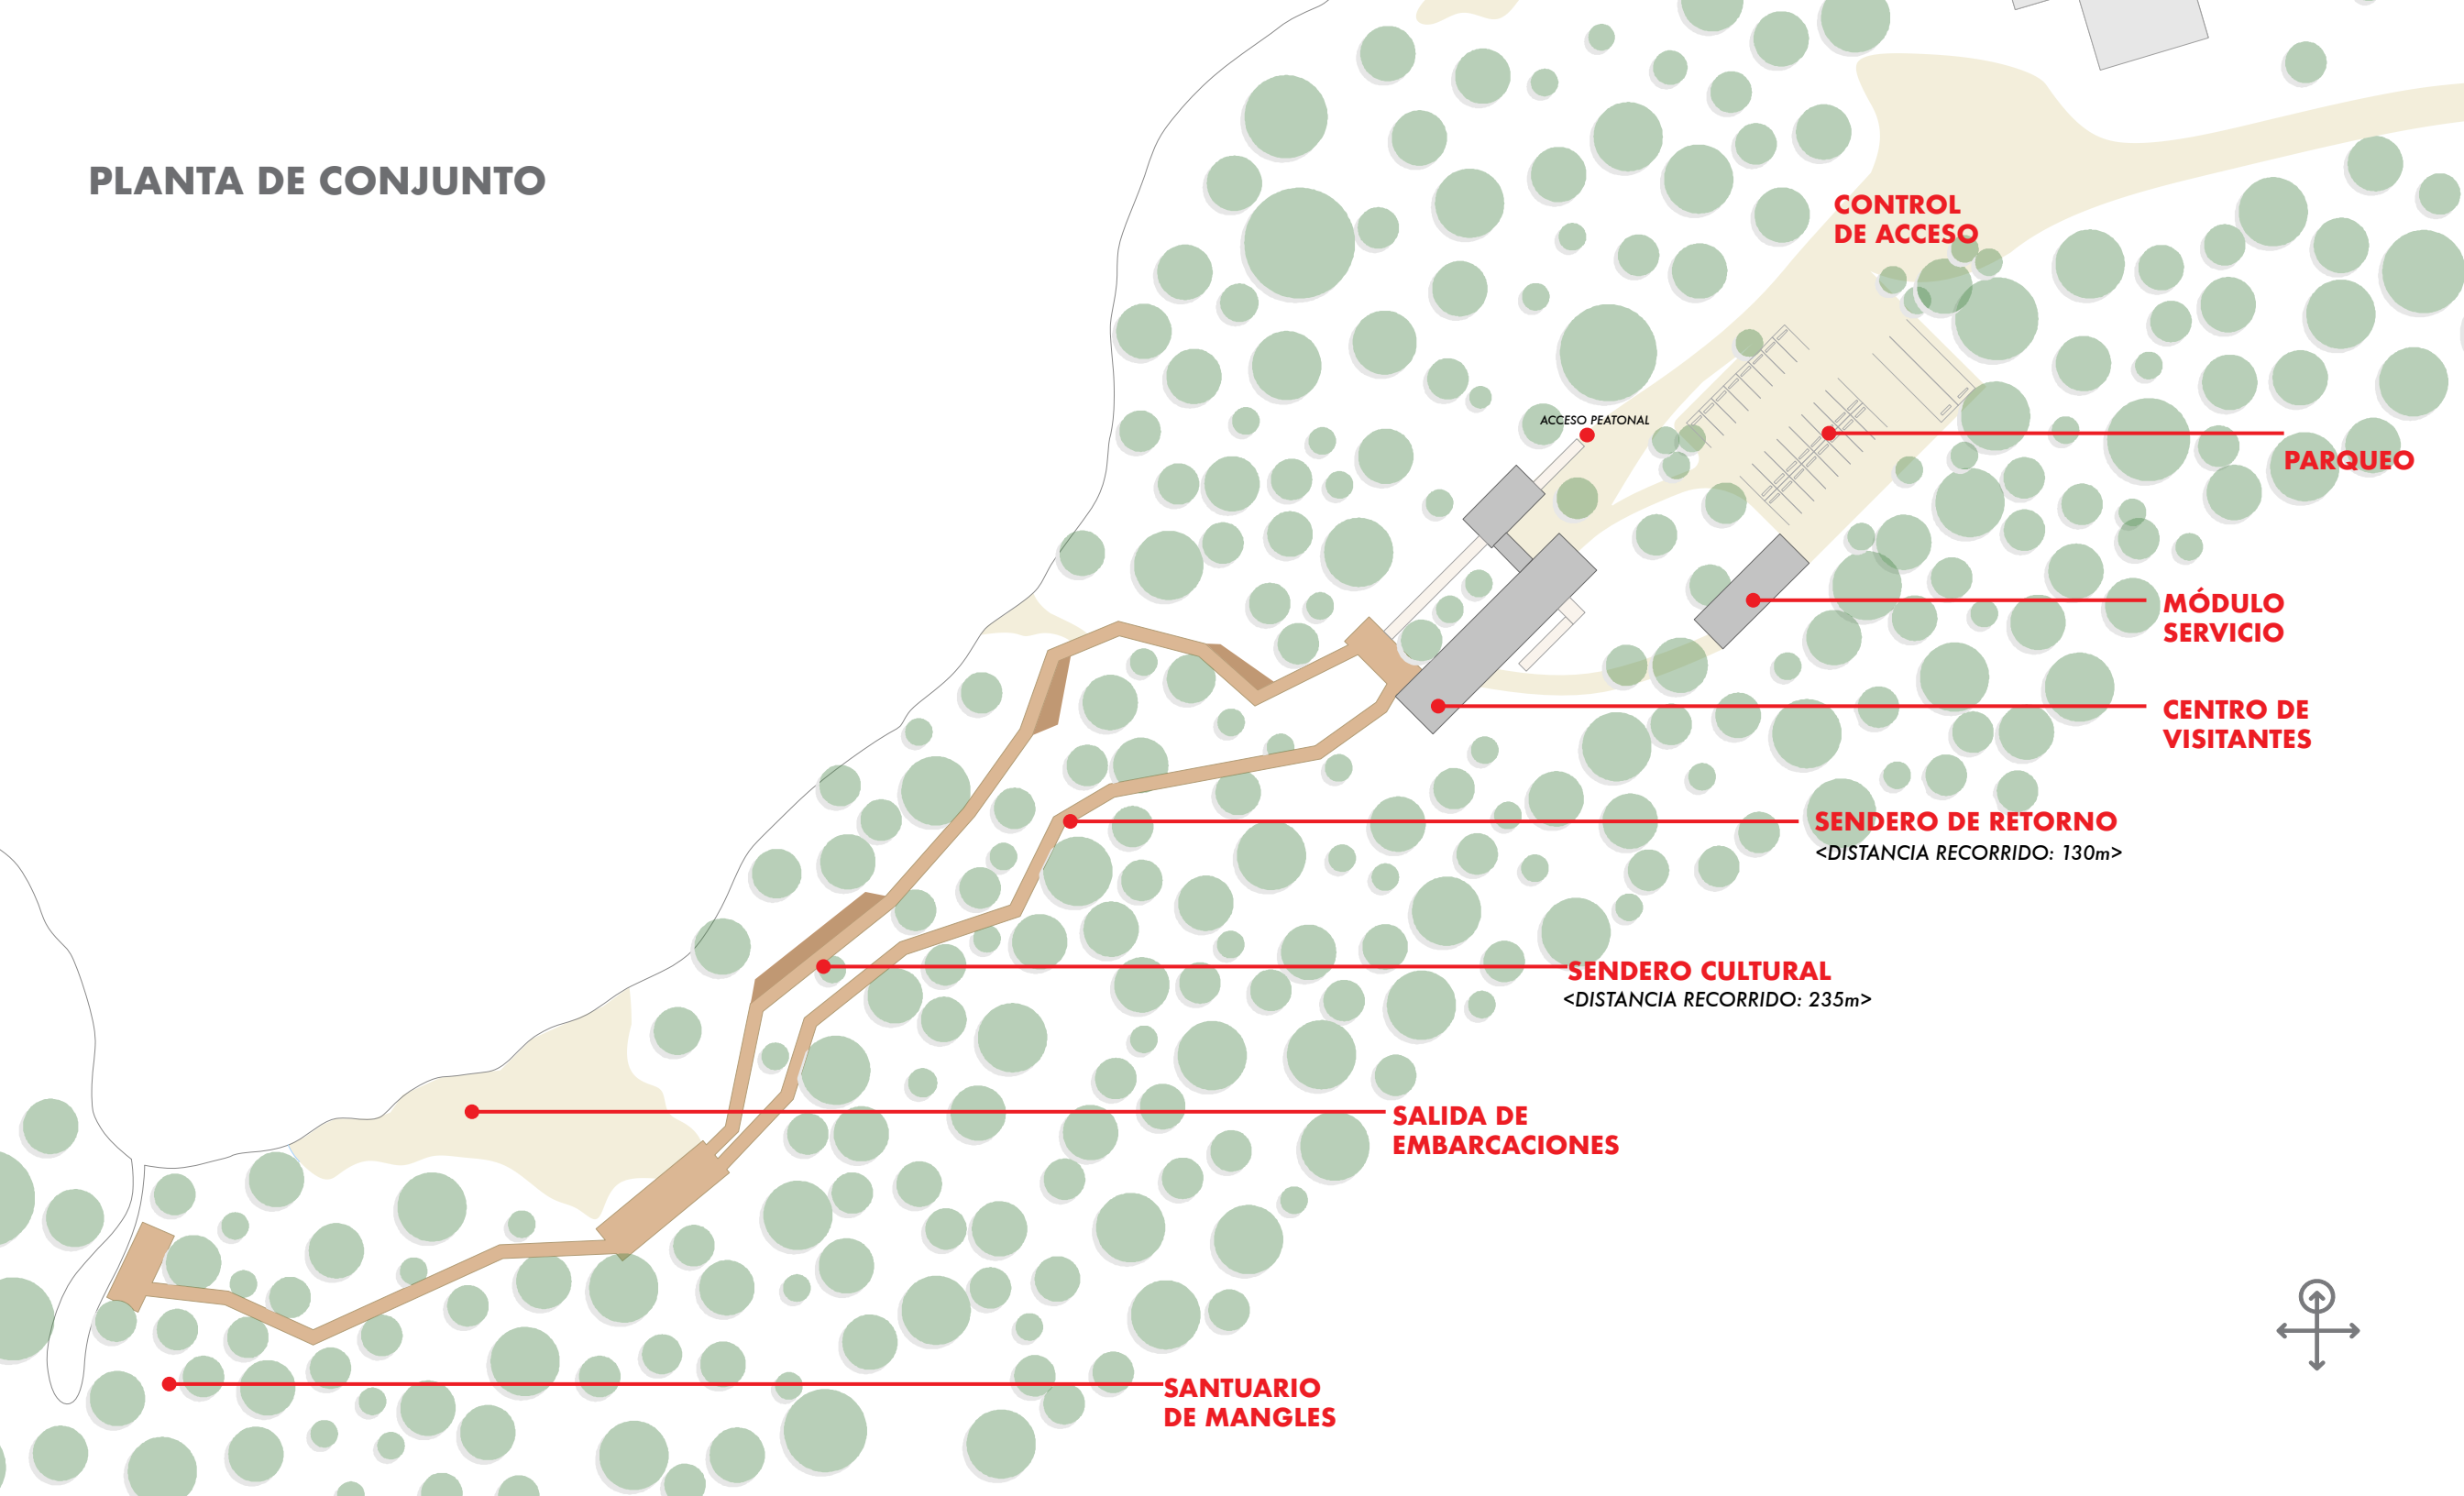 PLANTA DE CONJUNTO
CONTROL
DE ACCESO
ACCESO PEATONAL
PARQUEO
MÓDULO
SERVICIO
CENTRO DE
VISITANTES
SENDERO DE RETORNO
<DISTANCIA RECORRIDO: 130m>
SENDERO CULTURAL
<DISTANCIA RECORRIDO: 235m>
SALIDA DE
EMBARCACIONES
SANTUARIO
DE MANGLES